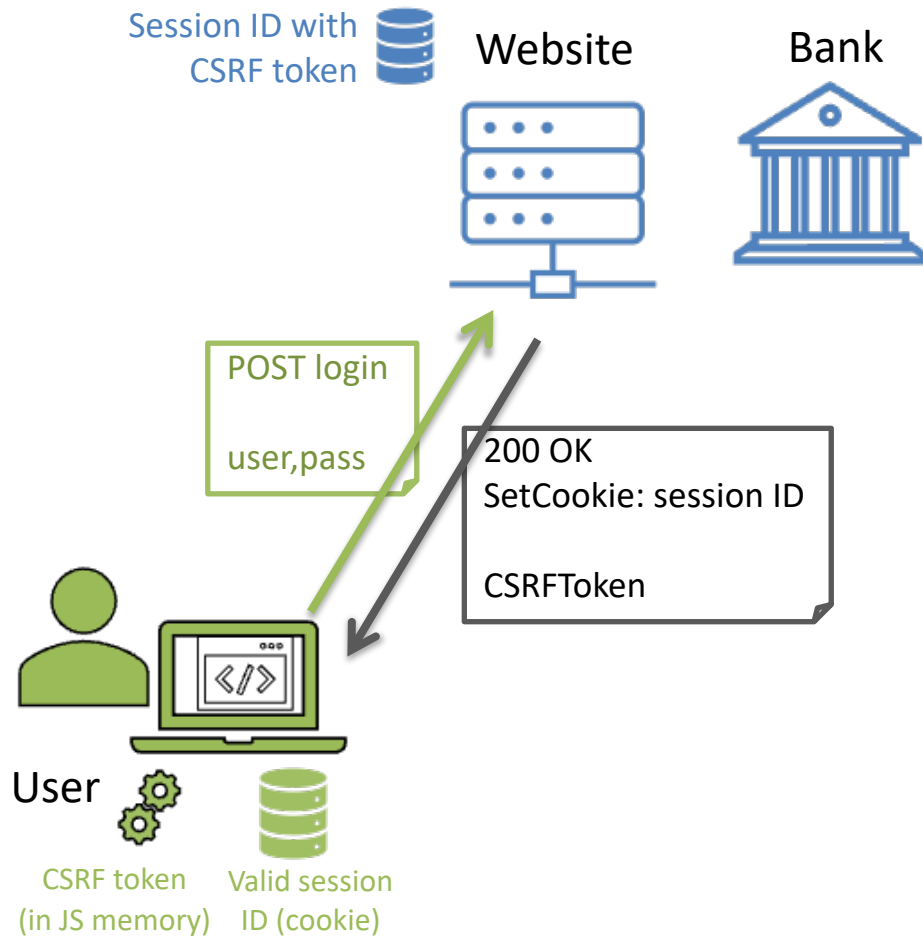 Session ID with
CSRF token
Website
Bank
POST login
user,pass
200 OK
SetCookie: session ID
CSRFToken
</>
User
CSRF token
(in JS memory)
Valid session
ID (cookie)